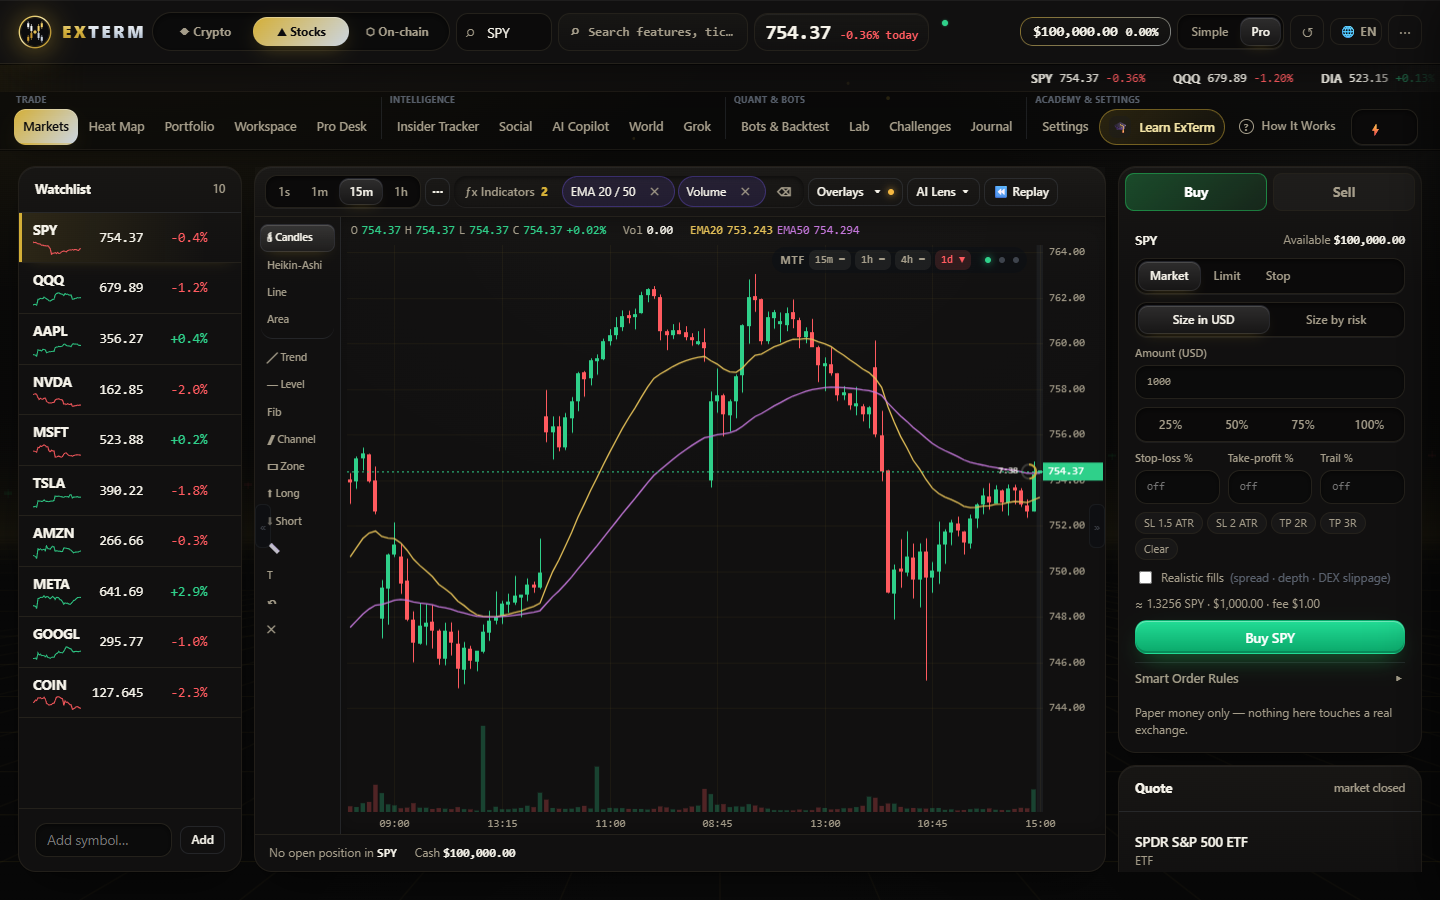 EXTERM
Crypto
Stocks
On-chain
SPY
Search features, tic…
754.37 -0.36% today
$100,000.00 0.00%
Simple
Pro
EN
SPY 754.37 -0.36% QQQ 679.89 -1.20% DIA 523.15 +0.13%
TRADE
INTELLIGENCE
QUANT & BOTS
ACADEMY & SETTINGS
Markets
Heat Map
Portfolio
Workspace
Pro Desk
Insider Tracker
Social
AI Copilot
World
Grok
Bots & Backtest
Lab
Challenges
Journal
Settings
Learn ExTerm
? How It Works
Watchlist 10
SPY 754.37 -0.4%
QQQ 679.89 -1.2%
AAPL 356.27 +0.4%
NVDA 162.85 -2.0%
MSFT 523.88 +0.2%
TSLA 390.22 -1.8%
AMZN 266.66 -0.3%
META 641.69 +2.9%
GOOGL 295.77 -1.0%
COIN 127.645 -2.3%
Add symbol…
Add
1s
1m
15m
1h
ƒx Indicators 2
EMA 20 / 50 ✕
Volume ✕
Overlays
AI Lens
Replay
Candles
Heikin-Ashi
Line
Area
Trend
Level
Fib
Channel
Zone
Long
Short
T
✕
O 754.37 H 754.37 L 754.37 C 754.37 +0.02% Vol 0.00 EMA20 753.243 EMA50 754.294
MTF 15m – 1h – 4h – 1d ▼
764.00
762.00
760.00
758.00
756.00
754.37
754.00
752.00
750.00
748.00
746.00
744.00
7:38
09:00
13:15
11:00
08:45
13:00
10:45
15:00
No open position in SPY Cash $100,000.00
Buy
Sell
SPY Available $100,000.00
Market
Limit
Stop
Size in USD
Size by risk
Amount (USD)
1000
25%
50%
75%
100%
Stop-loss %
Take-profit %
Trail %
off
off
off
SL 1.5 ATR
SL 2 ATR
TP 2R
TP 3R
Clear
Realistic fills (spread · depth · DEX slippage)
≈ 1.3256 SPY · $1,000.00 · fee $1.00
Buy SPY
Smart Order Rules
Paper money only — nothing here touches a real
exchange.
Quote market closed
SPDR S&P 500 ETF
ETF